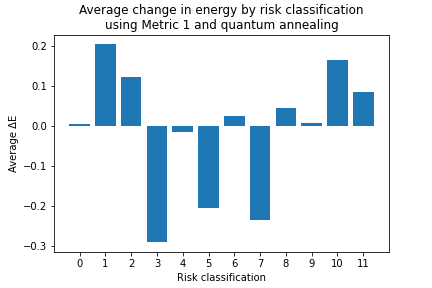 Average change in energy by risk classification
using Metric 1 and quantum annealing
Average ΔE
0.2
0.1
0.0
−0.1
−0.2
−0.3
0 1 2 3 4 5 6 7 8 9 10 11
Risk classification